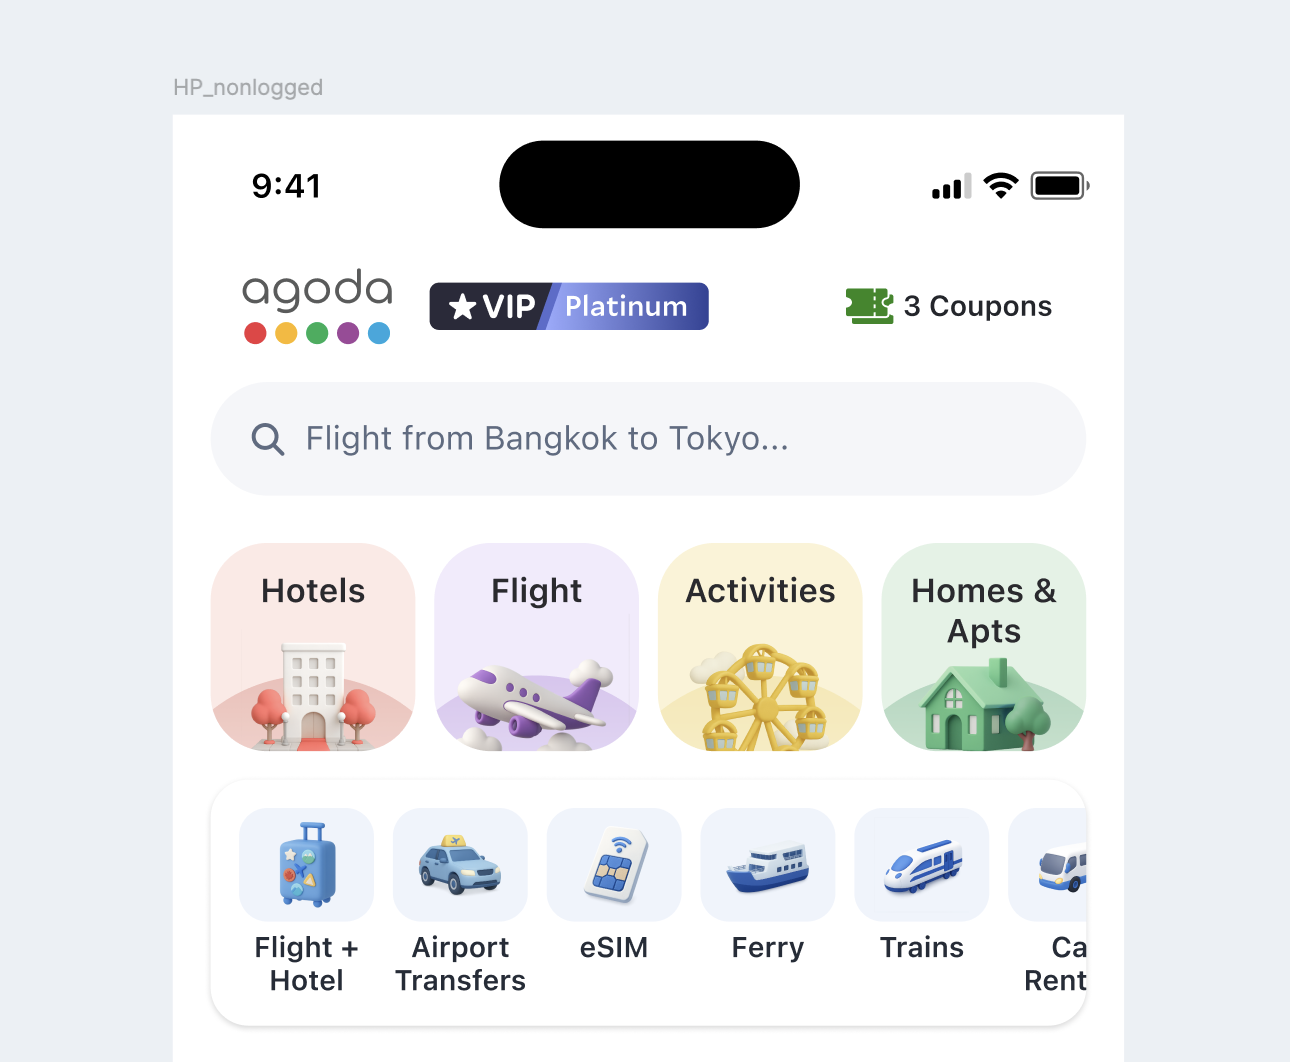 HP_nonlogged
9:41
agoda
VIP Platinum
3 Coupons
Flight from Bangkok to Tokyo...
Hotels
Flight
Activities
Homes &
Apts
Flight +
Hotel
Airport
Transfers
eSIM
Ferry
Trains
Ca
Rent